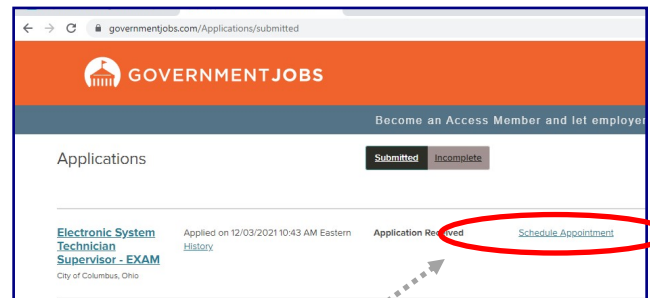 governmentjobs.com/Applications/submitted
GOVERNMENTJOBS
Become an Access Member and let employer
Applications
Submitted Incomplete
Electronic System Applied on 12/03/2021 10:43 AM Eastern Application Received Schedule Appointment
Technician History
Supervisor - EXAM
City of Columbus, Ohio